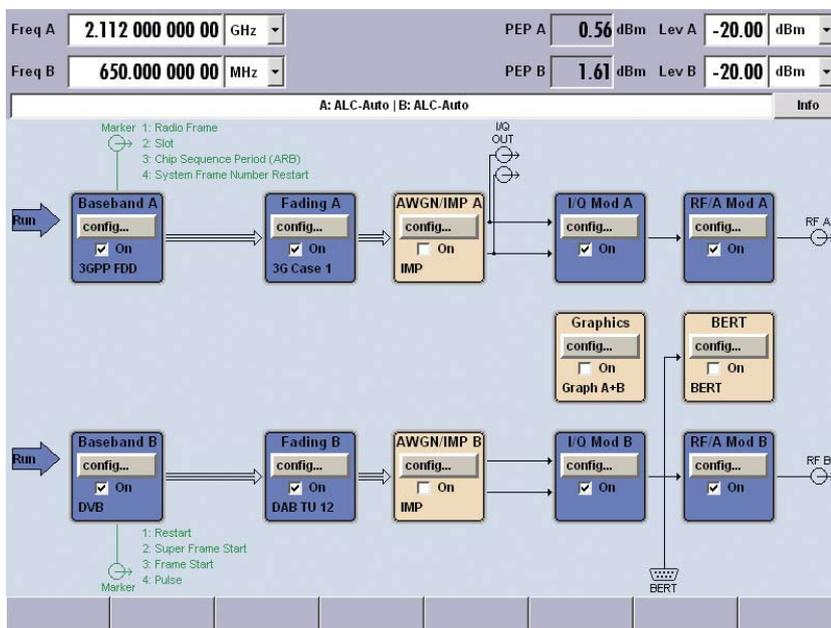 Freq A 2.112 000 000 00 GHz PEP A 0.56 dBm Lev A -20.00 dBm
Freq B 650.000 000 00 MHz PEP B 1.61 dBm Lev B -20.00 dBm
A: ALC-Auto | B: ALC-Auto Info
Marker 1: Radio Frame
2: Slot
3: Chip Sequence Period (ARB)
4: System Frame Number Restart
I/Q
OUT
Run
Baseband A
config...
On
3GPP FDD
Fading A
config...
On
3G Case 1
AWGN/IMP A
config...
On
IMP
I/Q Mod A
config...
On
RF/A Mod A
config...
On
RF A
Graphics
config...
On
Graph A+B
BERT
config...
On
BERT
Run
Baseband B
config...
On
DVB
Fading B
config...
On
DAB TU 12
AWGN/IMP B
config...
On
IMP
I/Q Mod B
config...
On
RF/A Mod B
config...
On
RF B
1: Restart
2: Super Frame Start
3: Frame Start
Marker 4: Pulse
BERT